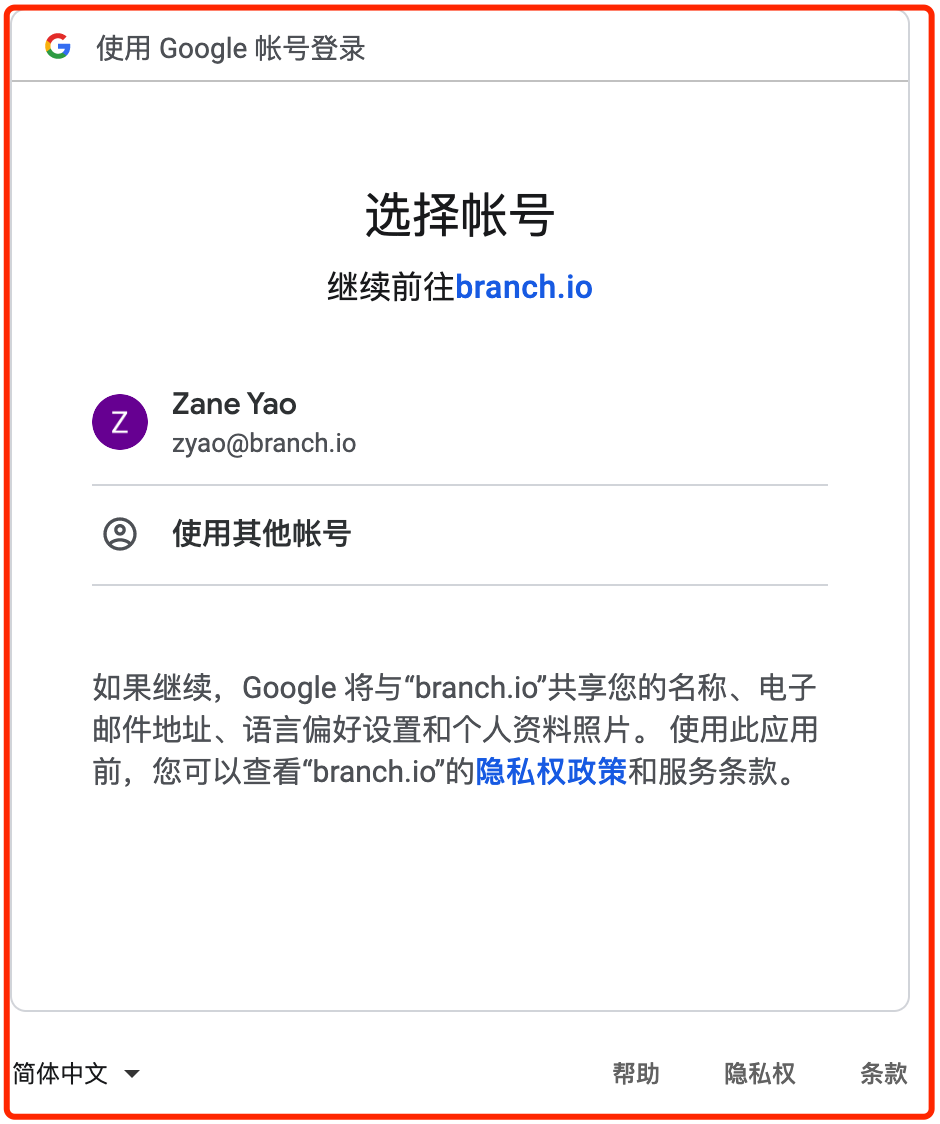 使用 Google 帐号登录
选择帐号
继续前往branch.io
Z
Zane Yao
zyao@branch.io
使用其他帐号
如果继续，Google 将与“branch.io”共享您的名称、电子
邮件地址、语言偏好设置和个人资料照片。 使用此应用
前，您可以查看“branch.io”的隐私权政策和服务条款。
简体中文
帮助
隐私权
条款